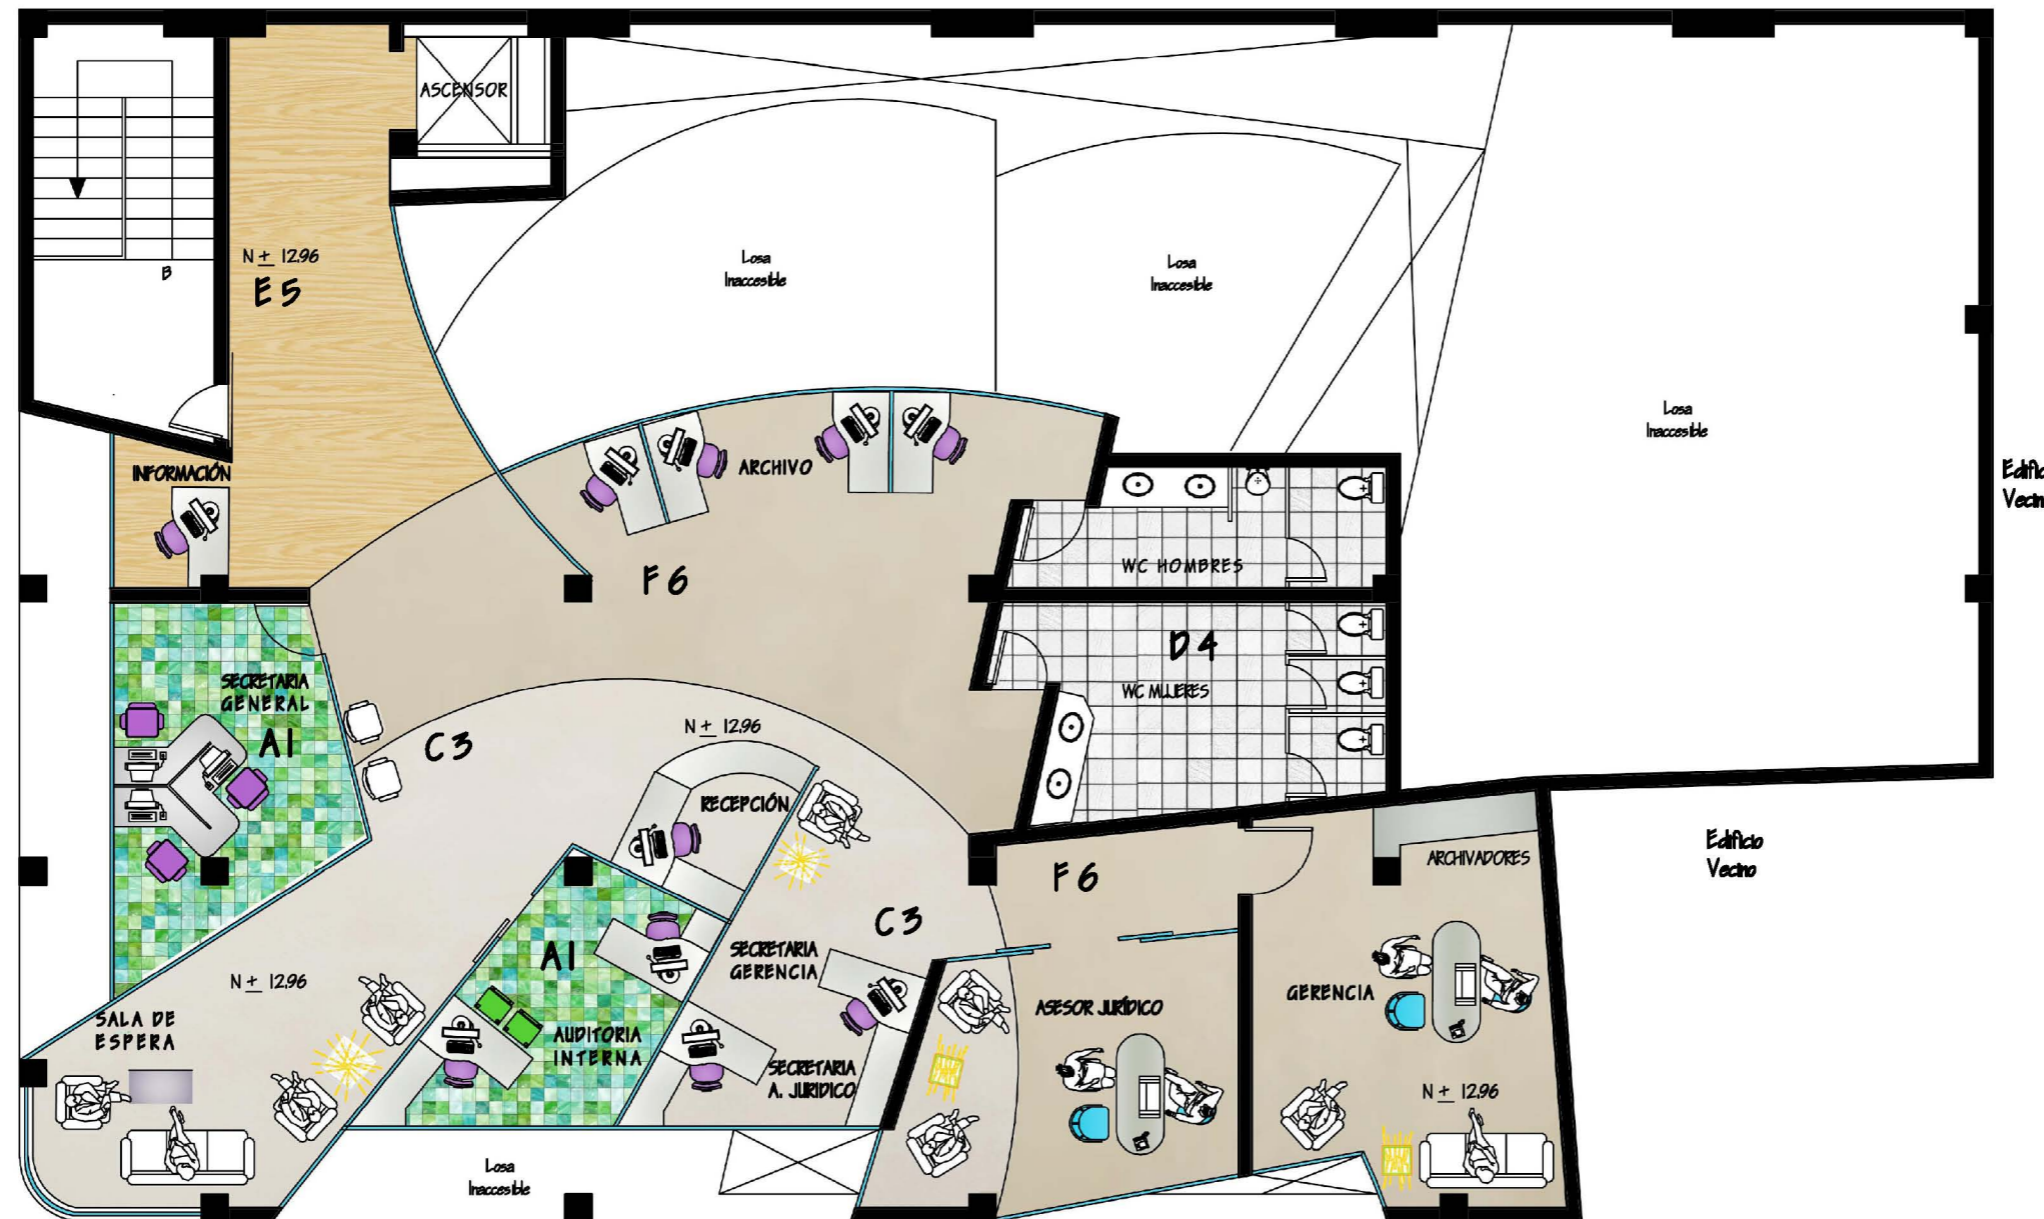 ASCENSOR
N ± 12.96
E5
B
Losa
Inaccesible
Losa
Inaccesible
Losa
Inaccesible
INFORMACIÓN
ARCHIVO
Edific
Vecin
F6
WC HOMBRES
D4
WC MUJERES
SECRETARIA
GENERAL
A1
C3
N ± 12.96
RECEPCIÓN
Edificio
Vecino
ARCHIVADORES
F6
C3
A1
SECRETARIA
GERENCIA
N ± 12.96
SALA DE
ESPERA
ASESOR JURÍDICO
GERENCIA
AUDITORIA
INTERNA
SECRETARIA
A. JURIDICO
N ± 12.96
Losa
Inaccesible